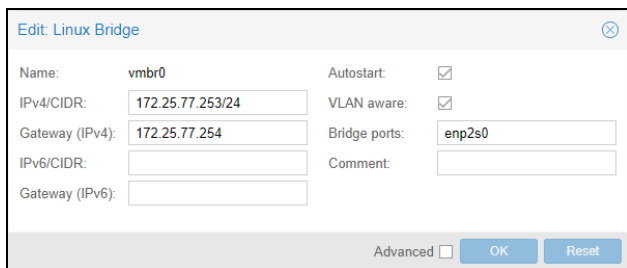 Edit: Linux Bridge
Name: vmbr0 Autostart:
IPv4/CIDR: 172.25.77.253/24 VLAN aware:
Gateway (IPv4): 172.25.77.254 Bridge ports: enp2s0
IPv6/CIDR: Comment:
Gateway (IPv6):
Advanced OK Reset